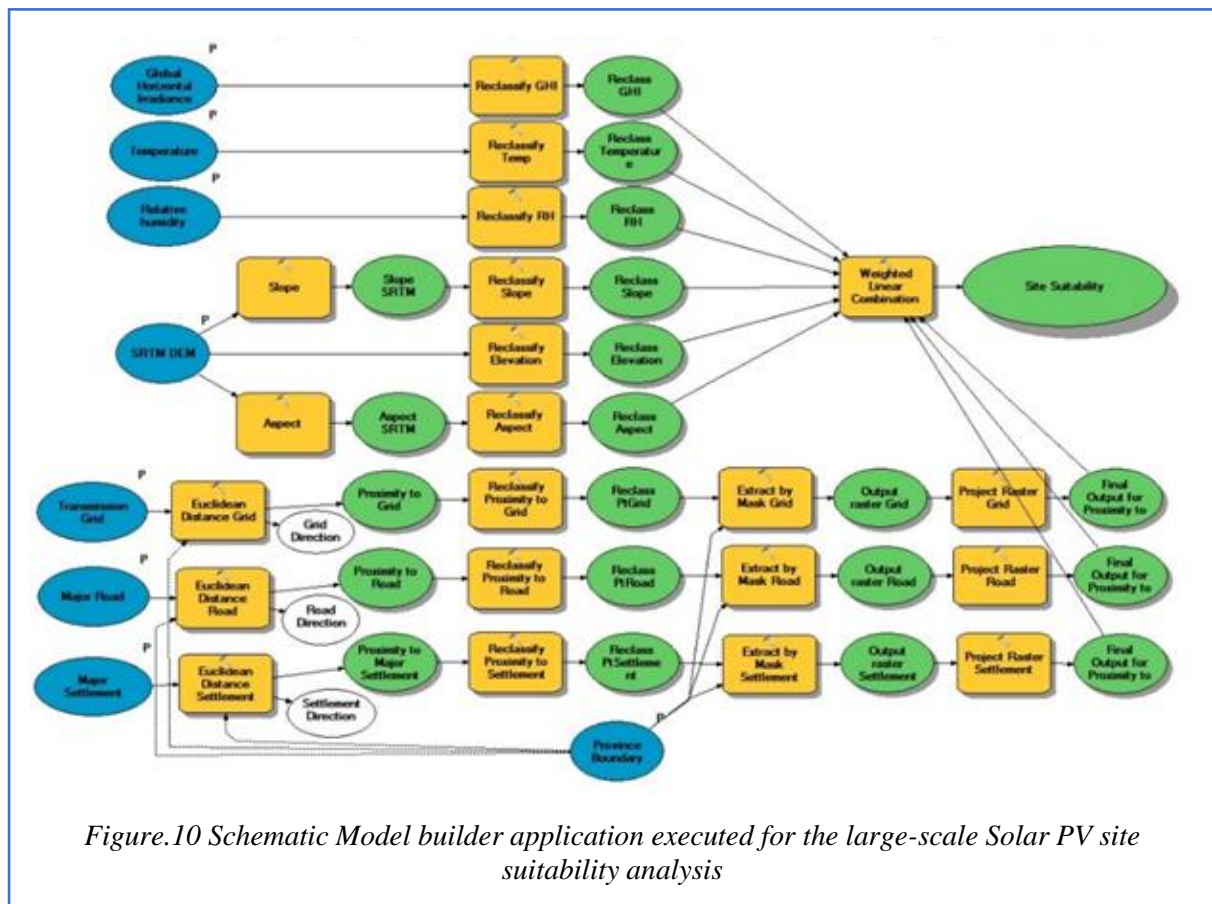 P
Global
Horizontal
Irradiance
Reclassify GHI
Reclass
GHI
P
Temperature
Reclassify
Temp
Reclass
Temperatur
e
P
Relative
humidity
Reclassify RH
Reclass
RH
Slope
Slope
SRTM
Reclassify
Slope
Reclass
Slope
Weighted
Linear
Combination
Site Suitability
P
SRTM DEM
Reclassify
Elevation
Reclass
Elevation
Aspect
Aspect
SRTM
Reclassify
Aspect
Reclass
Aspect
P
Transmission
Grid
Euclidean
Distance Grid
Proximity to
Grid
Grid
Direction
Reclassify
Proximity to
Grid
Reclass
PtGrid
Extract by
Mask Grid
Output
raster Grid
Project Raster
Grid
Final
Output for
Proximity to
P
Major Road
Euclidean
Distance
Road
Proximity to
Road
Road
Direction
Reclassify
Proximity to
Road
Reclass
PtRoad
Extract by
Mask Road
Output
raster Road
Project Raster
Road
Final
Output for
Proximity to
P
Major
Settlement
Euclidean
Distance
Settlement
Proximity to
Major
Settlement
Settlement
Direction
Reclassify
Proximity to
Settlement
Reclass
PtSettleme
nt
Extract by
Mask
Settlement
Output
raster
Settlement
Project Raster
Settlement
Final
Output for
Proximity to
P
Province
Boundary
Figure.10 Schematic Model builder application executed for the large-scale Solar PV site
suitability analysis